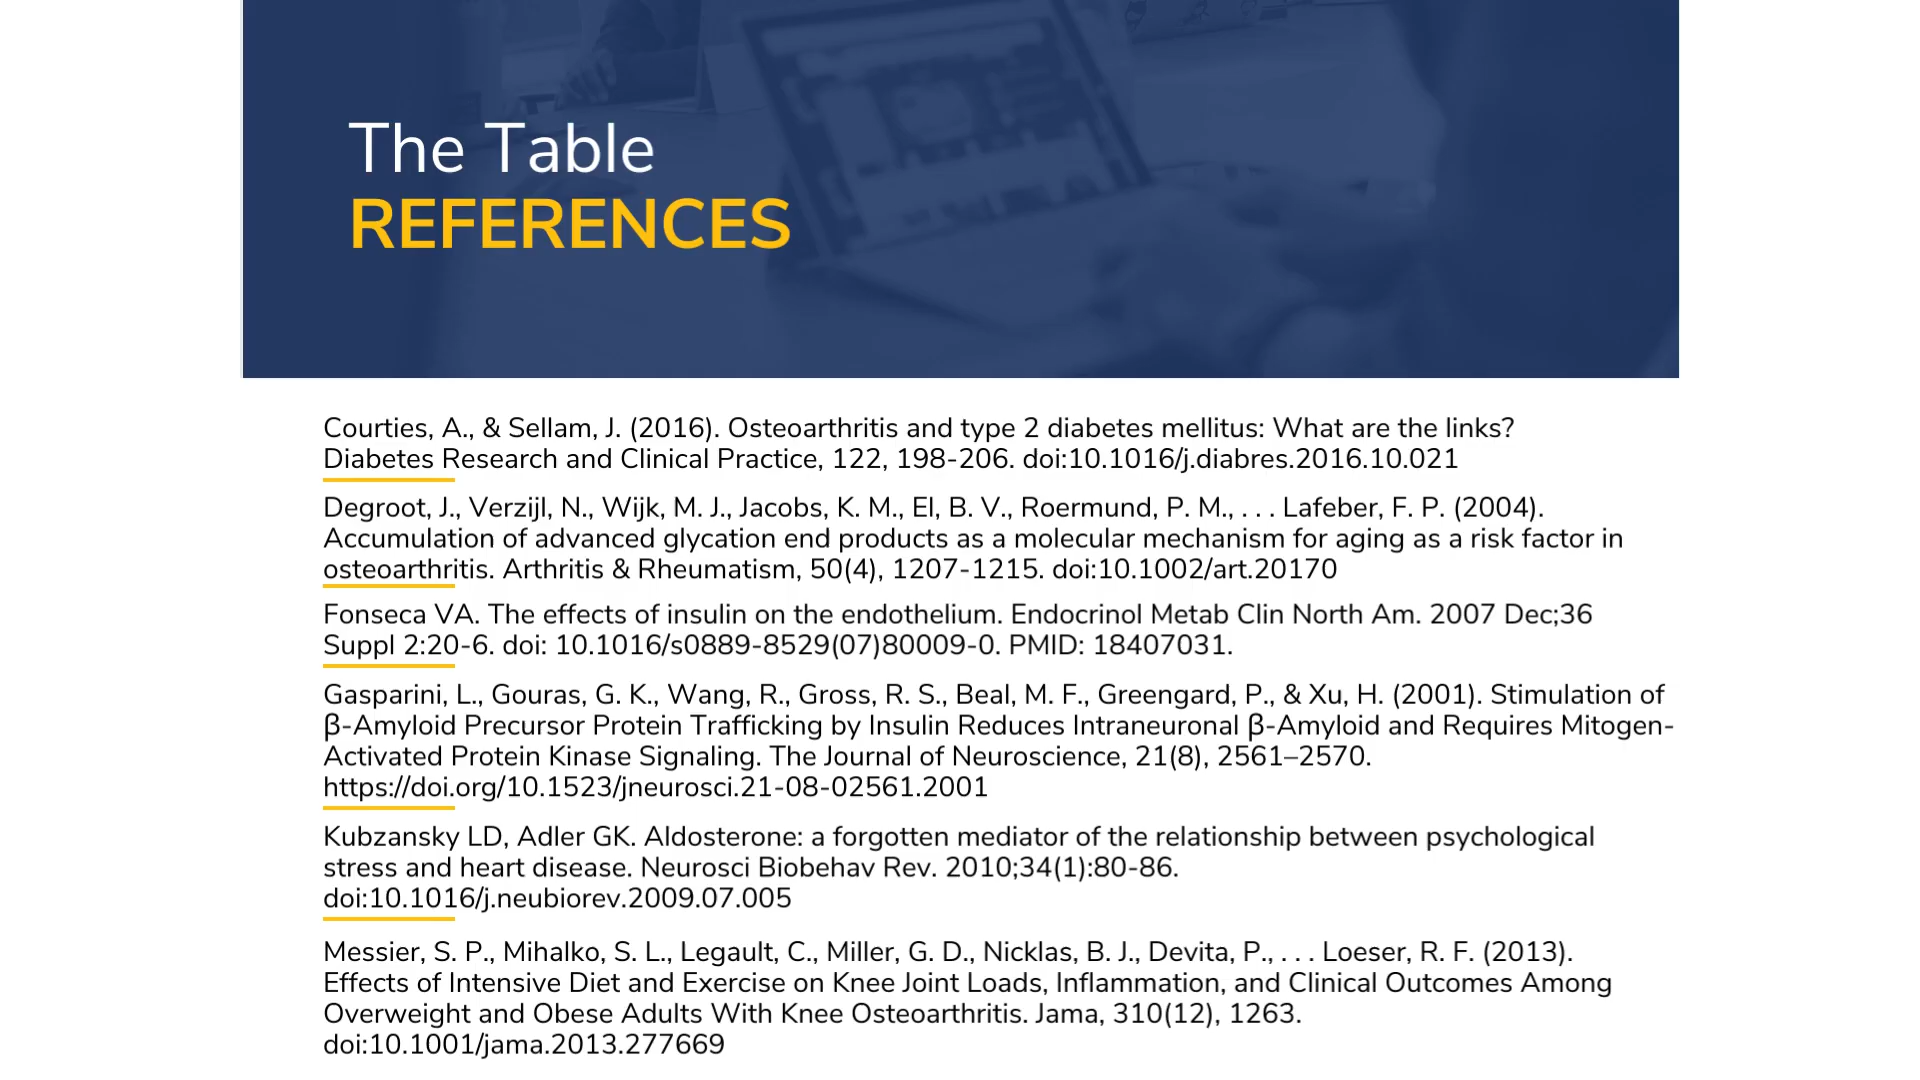 The Table
REFERENCES
Courties, A., & Sellam, J. (2016). Osteoarthritis and type 2 diabetes mellitus: What are the links?
Diabetes Research and Clinical Practice, 122, 198-206. doi:10.1016/j.diabres.2016.10.021
Degroot, J., Verzijl, N., Wijk, M. J., Jacobs, K. M., El, B. V., Roermund, P. M., . . . Lafeber, F. P. (2004).
Accumulation of advanced glycation end products as a molecular mechanism for aging as a risk factor in
osteoarthritis. Arthritis & Rheumatism, 50(4), 1207-1215. doi:10.1002/art.20170
Fonseca VA. The effects of insulin on the endothelium. Endocrinol Metab Clin North Am. 2007 Dec;36
Suppl 2:20-6. doi: 10.1016/s0889-8529(07)80009-0. PMID: 18407031.
Gasparini, L., Gouras, G. K., Wang, R., Gross, R. S., Beal, M. F., Greengard, P., & Xu, H. (2001). Stimulation of
β-Amyloid Precursor Protein Trafficking by Insulin Reduces Intraneuronal β-Amyloid and Requires Mitogen-
Activated Protein Kinase Signaling. The Journal of Neuroscience, 21(8), 2561–2570.
https://doi.org/10.1523/jneurosci.21-08-02561.2001
Kubzansky LD, Adler GK. Aldosterone: a forgotten mediator of the relationship between psychological
stress and heart disease. Neurosci Biobehav Rev. 2010;34(1):80-86.
doi:10.1016/j.neubiorev.2009.07.005
Messier, S. P., Mihalko, S. L., Legault, C., Miller, G. D., Nicklas, B. J., Devita, P., . . . Loeser, R. F. (2013).
Effects of Intensive Diet and Exercise on Knee Joint Loads, Inflammation, and Clinical Outcomes Among
Overweight and Obese Adults With Knee Osteoarthritis. Jama, 310(12), 1263.
doi:10.1001/jama.2013.277669